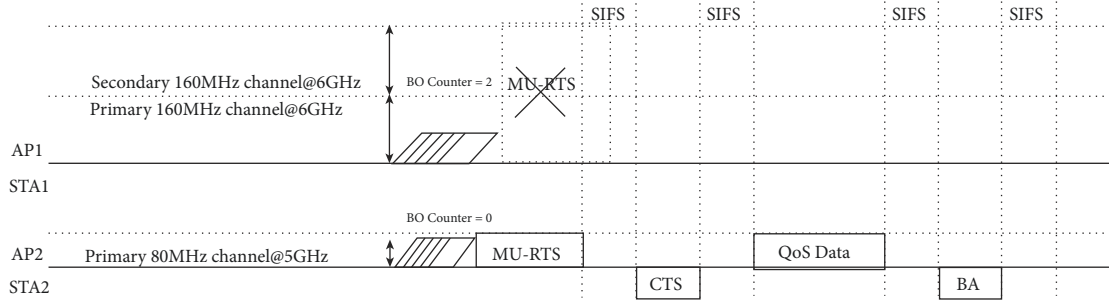 SIFS SIFS SIFS SIFS
Secondary 160MHz channel@6GHz BO Counter = 2 MU-RTS
Primary 160MHz channel@6GHz
AP1
STA1
BO Counter = 0
AP2 Primary 80MHz channel@5GHz MU-RTS QoS Data
STA2 CTS BA